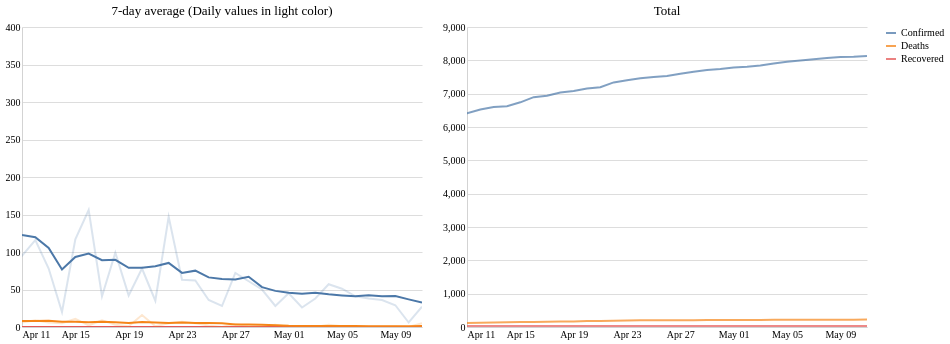 7-day average (Daily values in light color)
400
350
300
250
200
150
100
50
0
Apr 11 Apr 15 Apr 19 Apr 23 Apr 27 May 01 May 05 May 09
Total
9,000
8,000
7,000
6,000
5,000
4,000
3,000
2,000
1,000
0
Apr 11 Apr 15 Apr 19 Apr 23 Apr 27 May 01 May 05 May 09
Confirmed
Deaths
Recovered